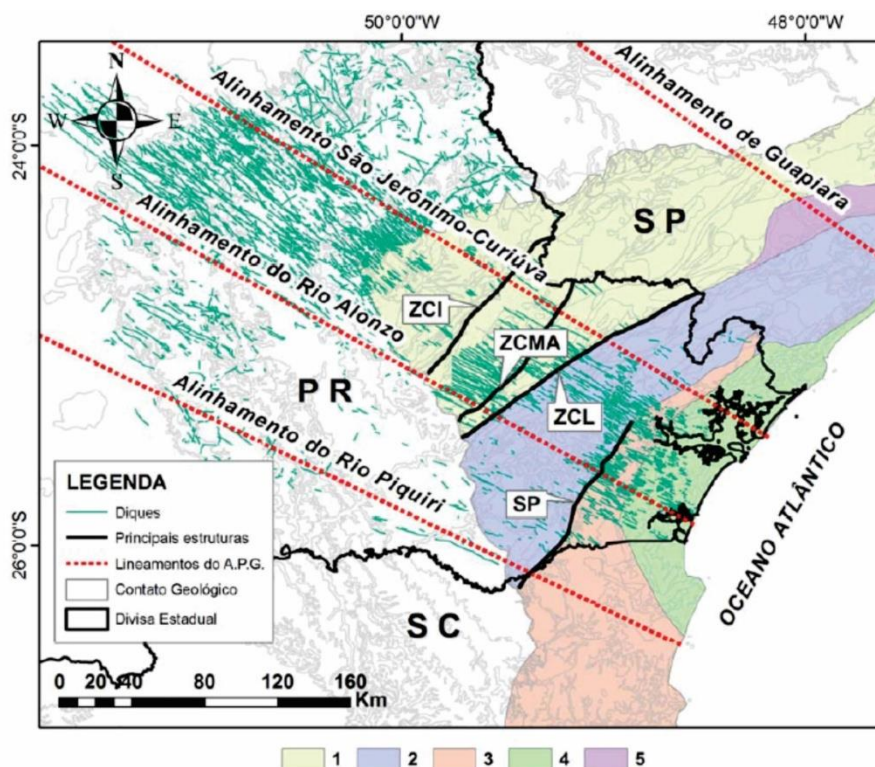 50°0'0"W
48°0'0"W
24°0'0"S
26°0'0"S
N
W
E
S
Alinhamento São Jerônimo-Curiúva
Alinhamento de Guapiara
Alinhamento do Rio Alonzo
Alinhamento do Rio Piquiri
S P
ZCI
ZCMA
ZCL
P R
SP
S C
OCEANO ATLÂNTICO
LEGENDA
Diques
Principais estruturas
Lineamentos do A.P.G.
Contato Geológico
Divisa Estadual
0 20 40 80 120 160
Km
1 2 3 4 5